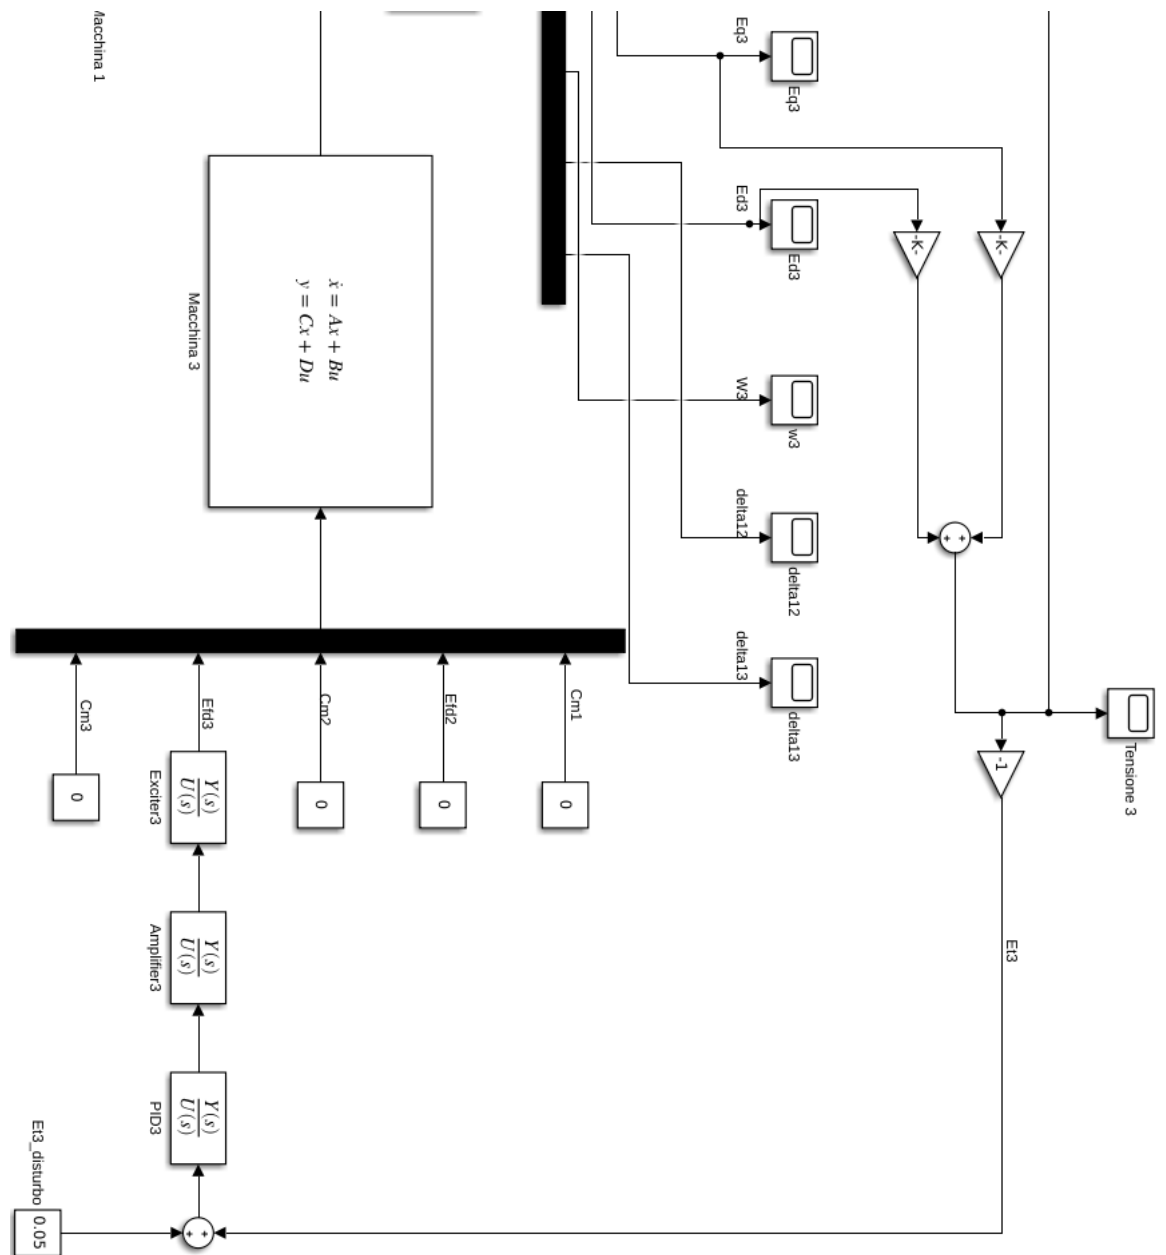 Tensione 3
Et3
-K-
-1
+
+
-K-
Eq3
Ed3
w3
delta12
delta13
Eq3
Ed3
W3
delta12
delta13
Cm1
0
Efd2
0
ẋ = Ax + Bu
y = Cx + Du
Macchina 3
Cm2
0
Efd3
Y(s)
U(s)
Exciter3
Y(s)
U(s)
Amplifier3
Y(s)
U(s)
PID3
+
+
Macchina 1
Cm3
0
Et3_disturbo
0.05